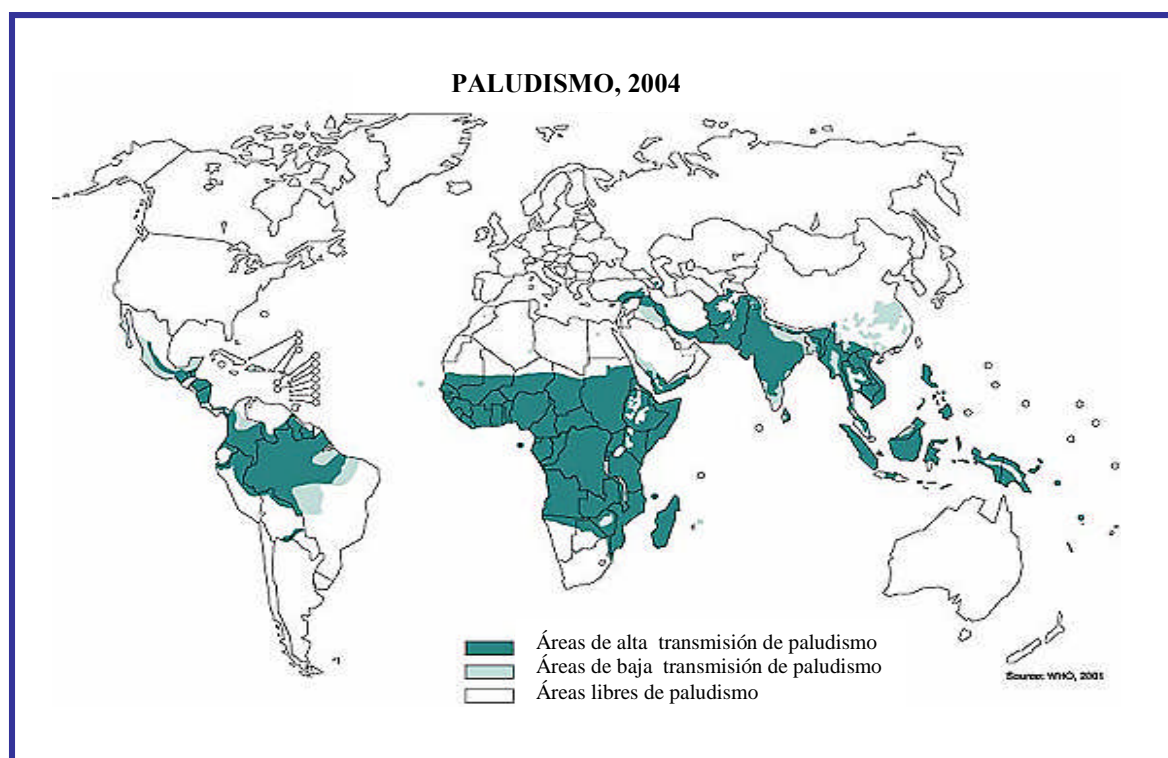 PALUDISMO, 2004
Áreas de alta transmisión de paludismo
Áreas de baja transmisión de paludismo
Áreas libres de paludismo
Source: WHO, 2005